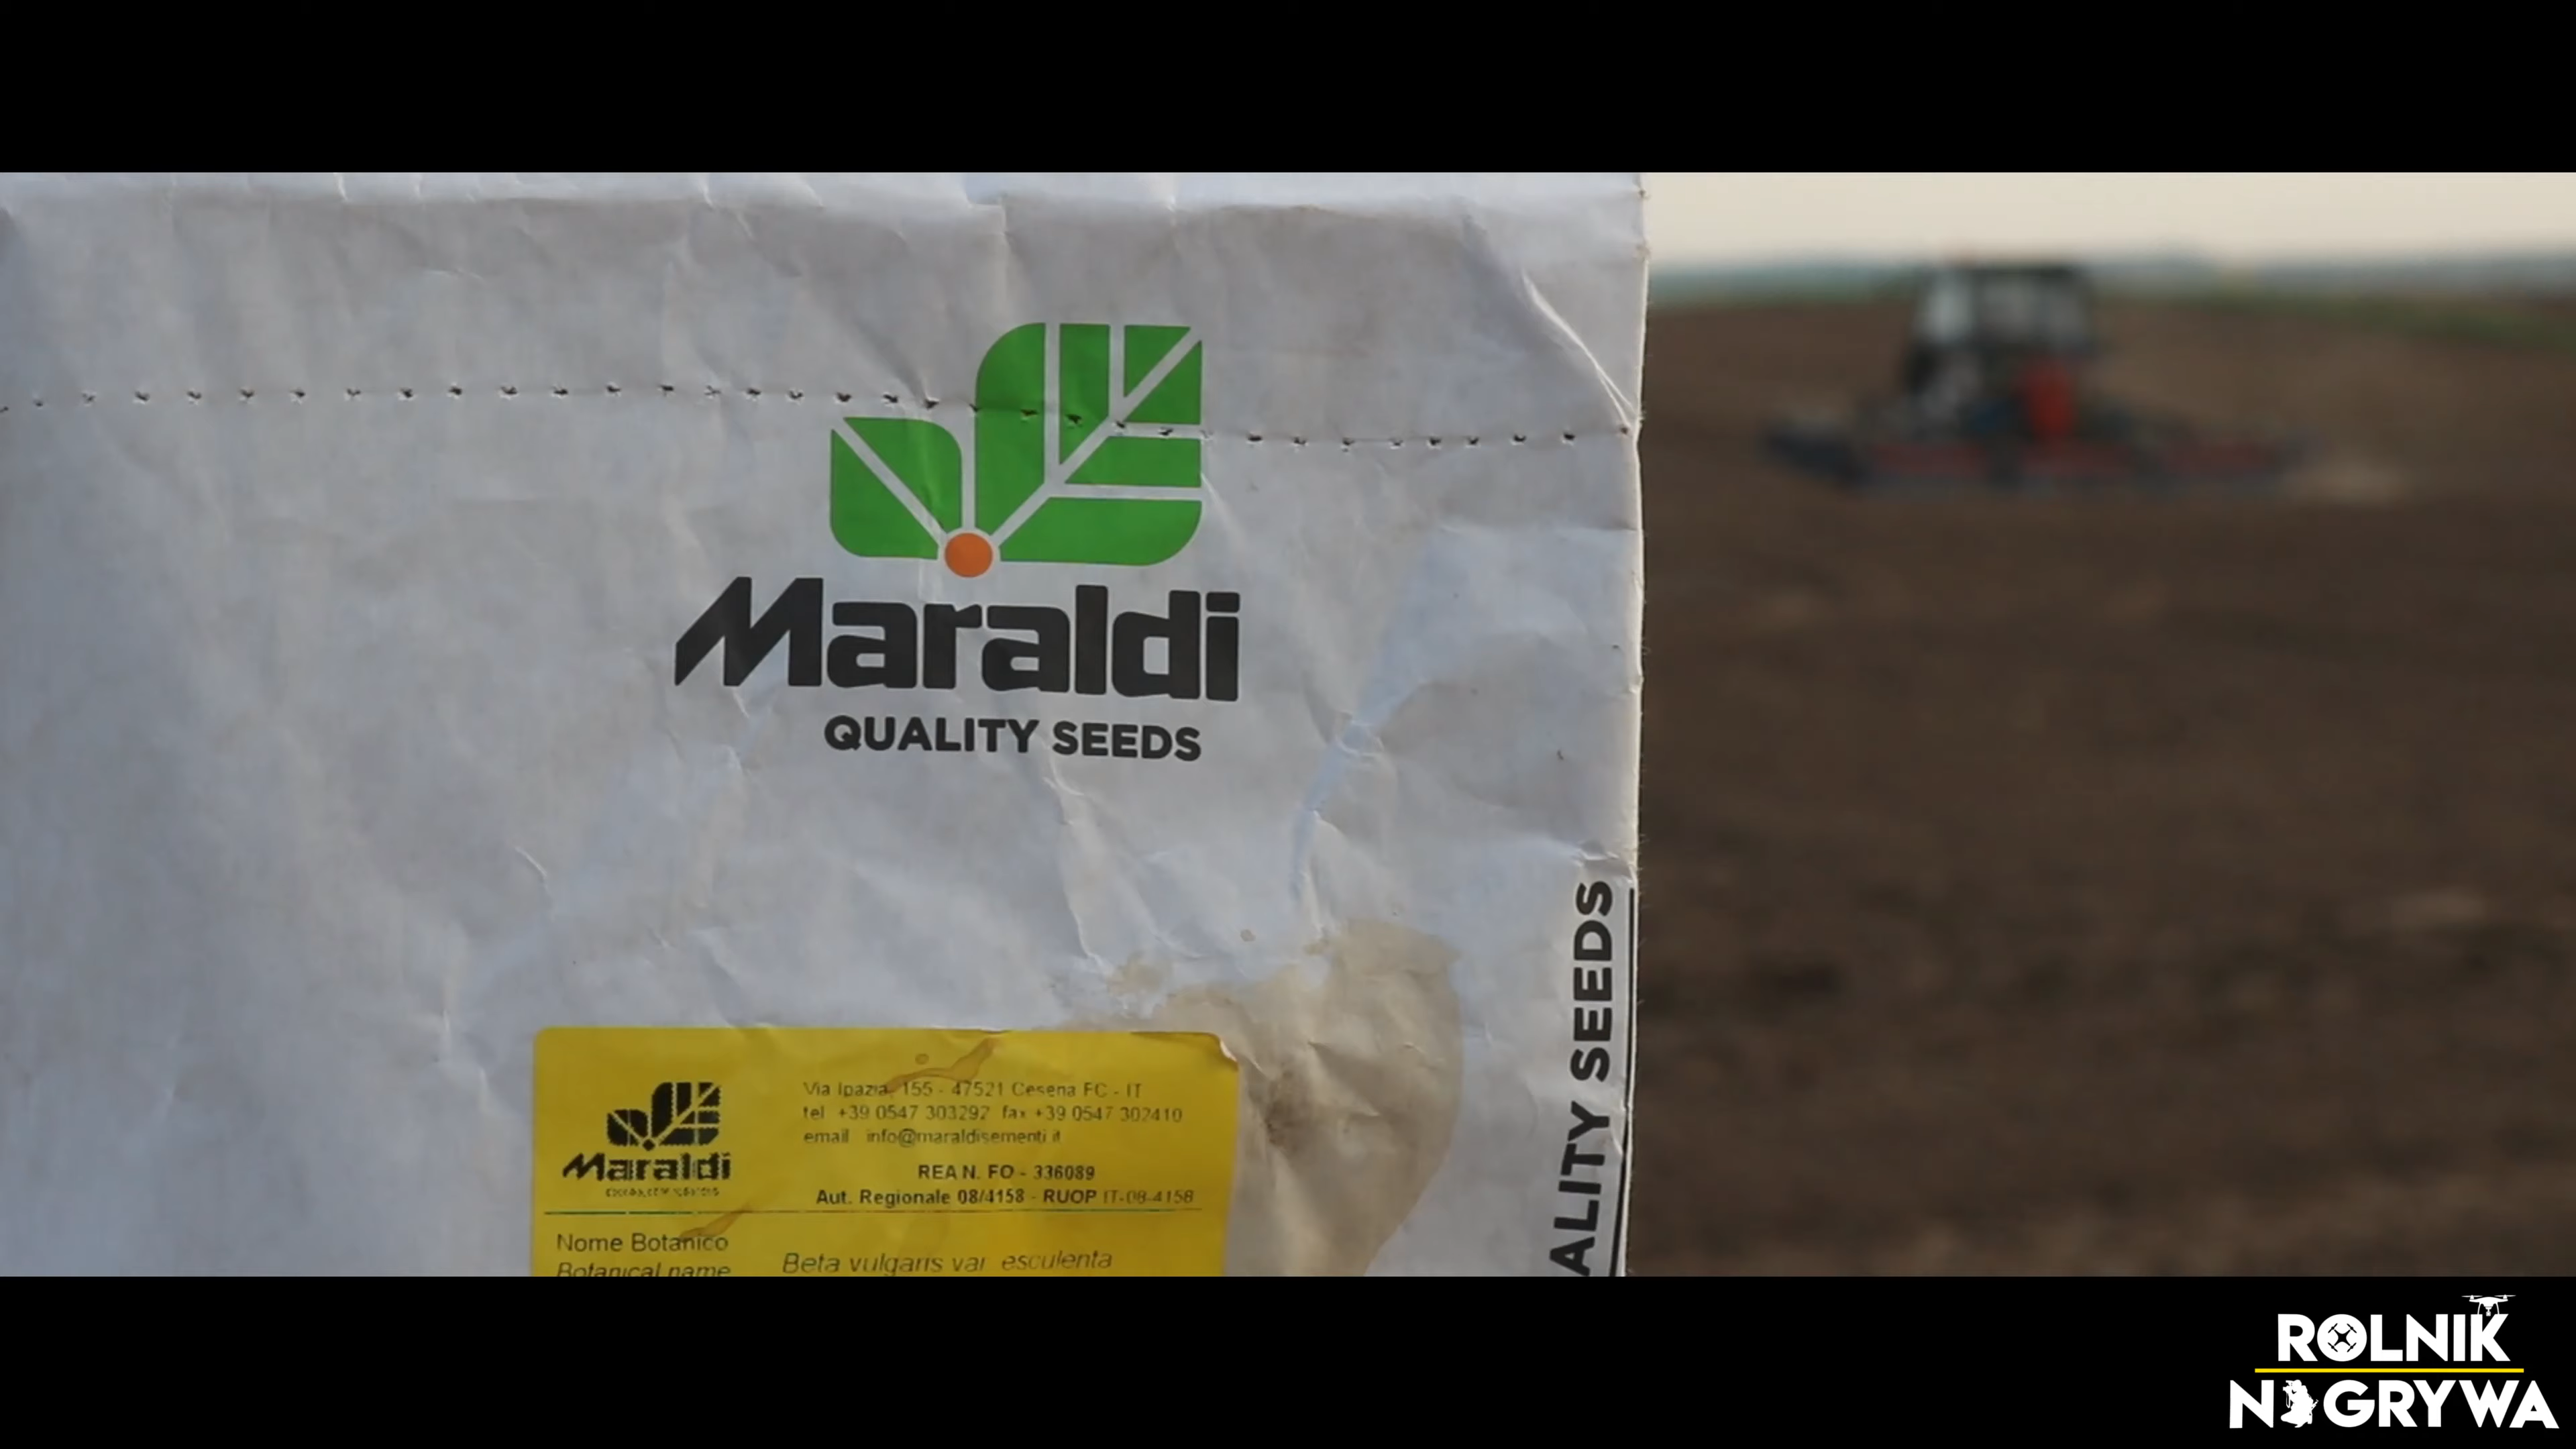 Maraldi
QUALITY SEEDS
ALITY SEEDS
Maraldi
Via Ipazia, 155 - 47521 Cesena FC - IT
tel +39 0547 303292 fax +39 0547 302410
email info@maraldisementi.it
REA N. FO - 336089
Aut. Regionale 08/4158 - RUOP IT-08-4158
Nome Botanico
Botanical name
Beta vulgaris var esculenta
ROLNIK
NAGRYWA